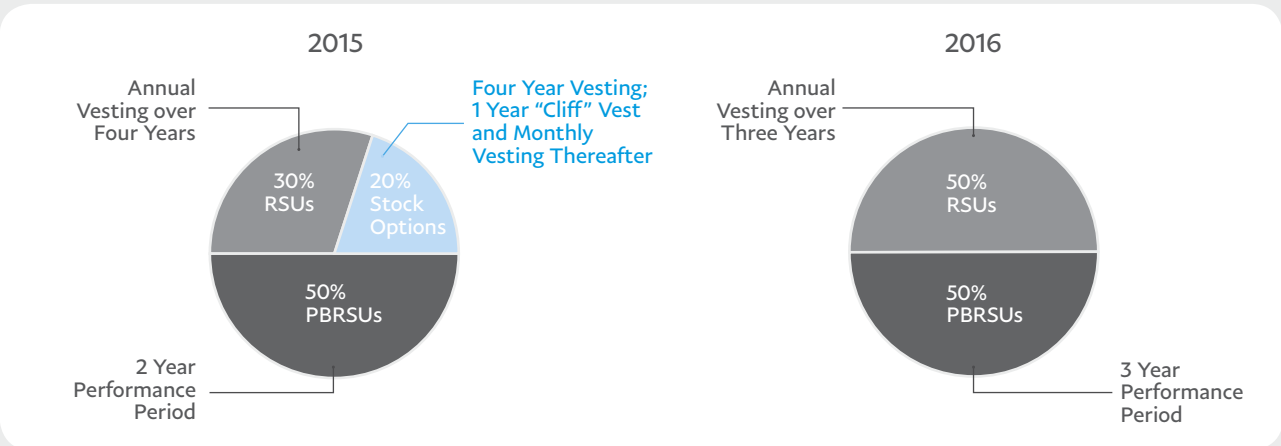 2015
Annual
Vesting over
Four Years
Four Year Vesting;
1 Year “Cliff” Vest
and Monthly
Vesting Thereafter
30%
RSUs
20%
Stock
Options
50%
PBRSUs
2 Year
Performance
Period
2016
Annual
Vesting over
Three Years
50%
RSUs
50%
PBRSUs
3 Year
Performance
Period